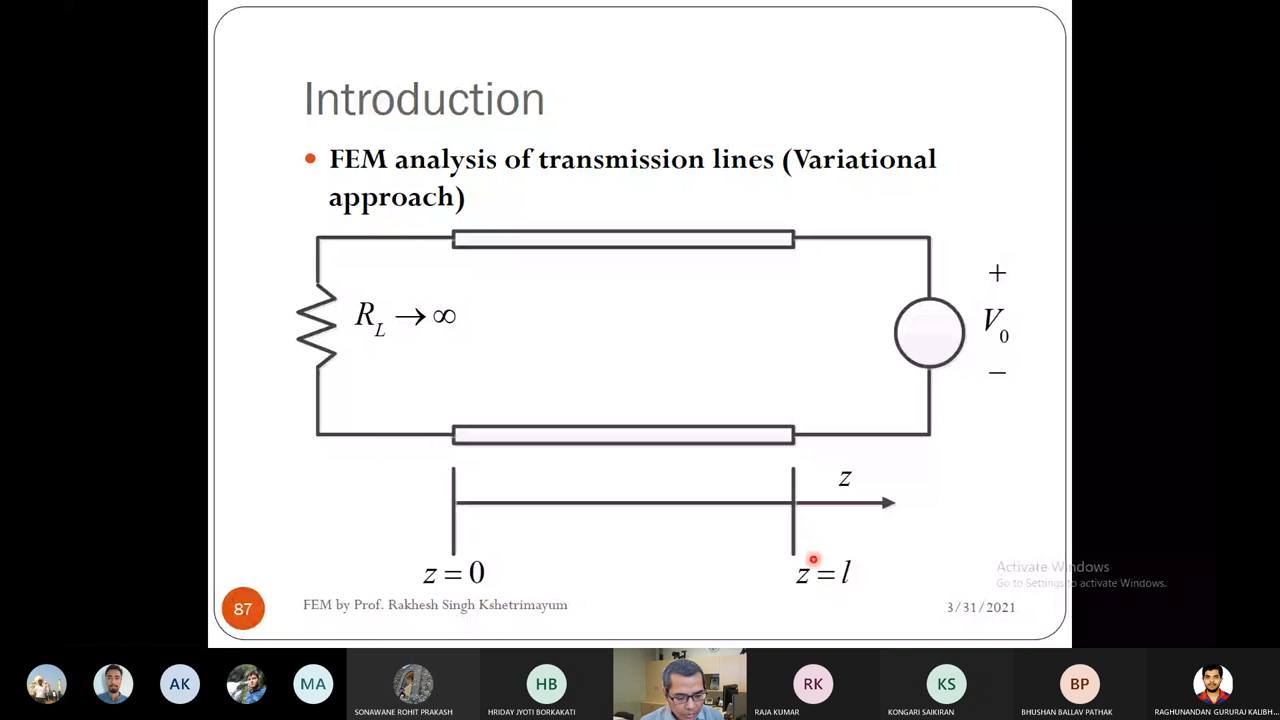 Introduction
FEM analysis of transmission lines (Variational
approach)
R_L → ∞
+
V_0
−
z
z = 0
z = l
Activate Windows
Go to Settings to activate Windows.
87
FEM by Prof. Rakhesh Singh Kshetrimayum
3/31/2021
AK
MA
HB
RK
KS
BP
SONAWANE ROHIT PRAKASH
HRIDAY JYOTI BORKAKATI
RAJA KUMAR
KONGARI SAIKIRAN
BHUSHAN BALLAV PATHAK
RAGHUNANDAN GURURAJ KALIBH...